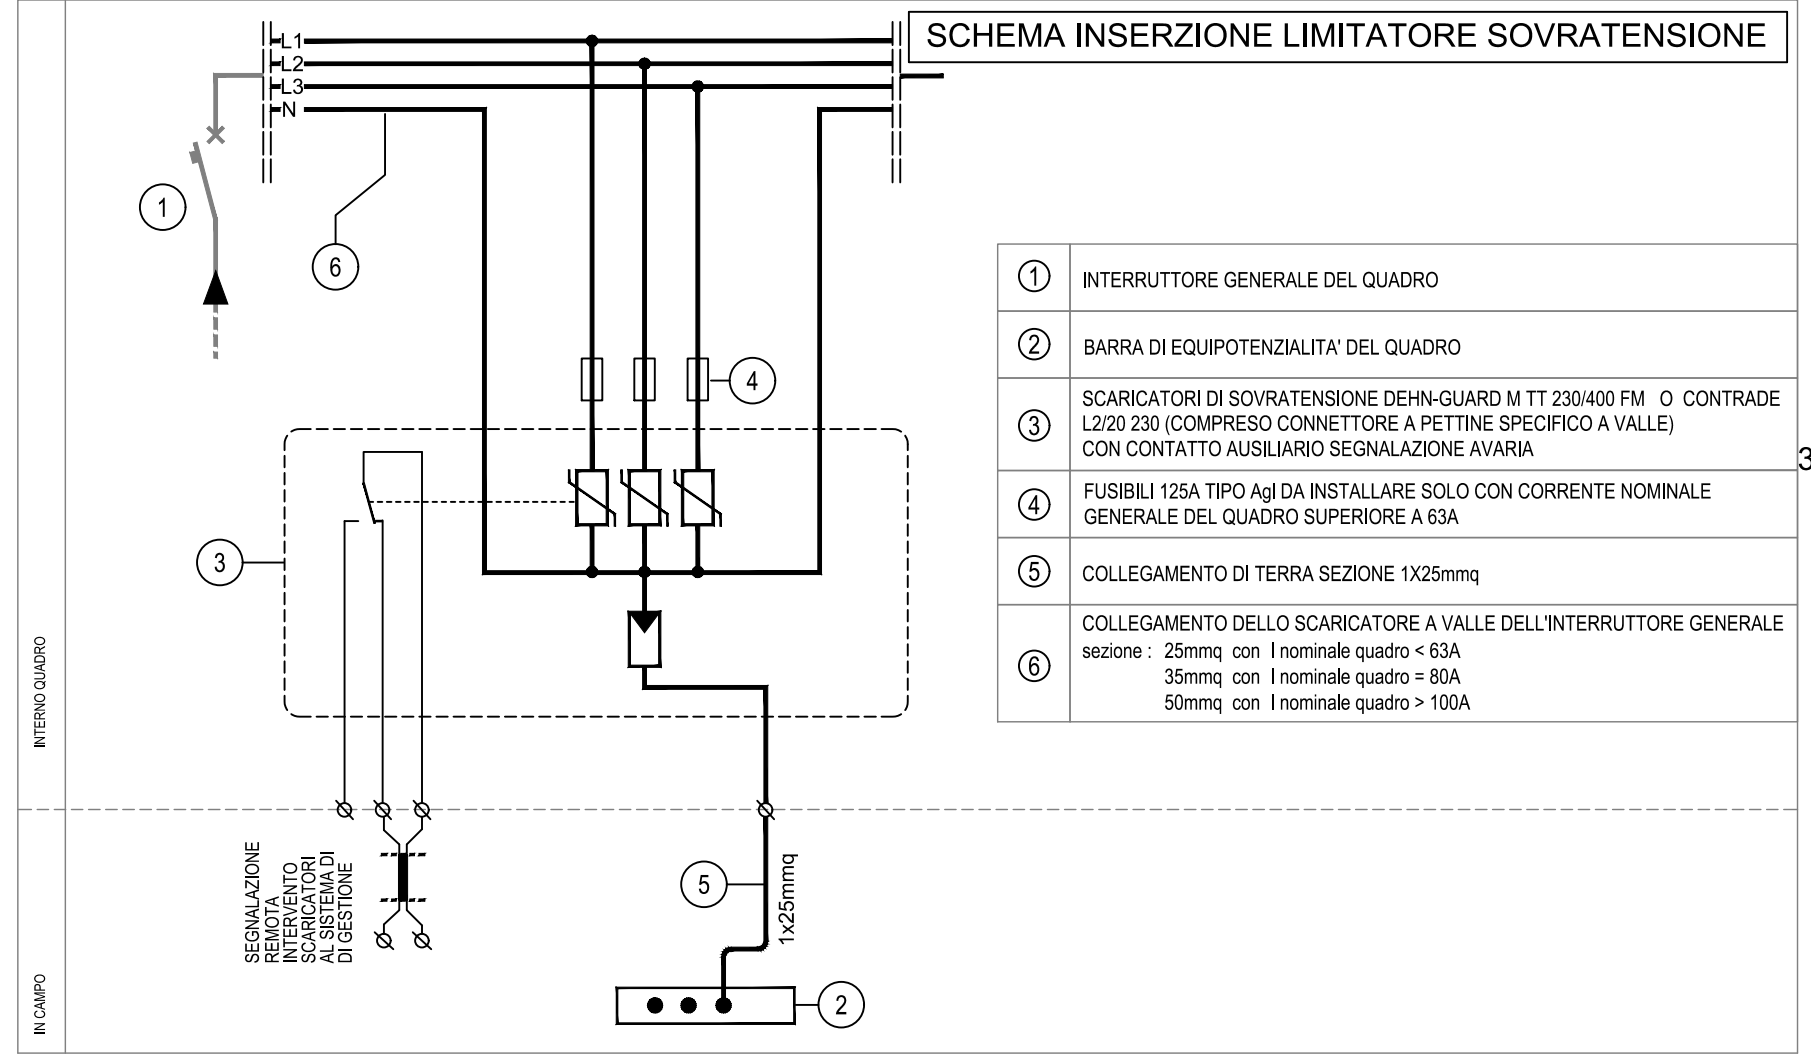 SCHEMA INSERZIONE LIMITATORE SOVRATENSIONE
L1
L2
L3
N
1
6
4
3
5
2
1x25mmq
INTERNO QUADRO
IN CAMPO
SEGNALAZIONE
REMOTA
INTERVENTO
SCARICATORI
AL SISTEMA DI
DI GESTIONE
1 INTERRUTTORE GENERALE DEL QUADRO
2 BARRA DI EQUIPOTENZIALITA' DEL QUADRO
3
SCARICATORI DI SOVRATENSIONE DEHN-GUARD M TT 230/400 FM O CONTRADE
L2/20 230 (COMPRESO CONNETTORE A PETTINE SPECIFICO A VALLE)
CON CONTATTO AUSILIARIO SEGNALAZIONE AVARIA
4
FUSIBILI 125A TIPO AgI DA INSTALLARE SOLO CON CORRENTE NOMINALE
GENERALE DEL QUADRO SUPERIORE A 63A
5 COLLEGAMENTO DI TERRA SEZIONE 1X25mmq
6
COLLEGAMENTO DELLO SCARICATORE A VALLE DELL'INTERRUTTORE GENERALE
sezione : 25mmq con I nominale quadro < 63A
35mmq con I nominale quadro = 80A
50mmq con I nominale quadro > 100A
3